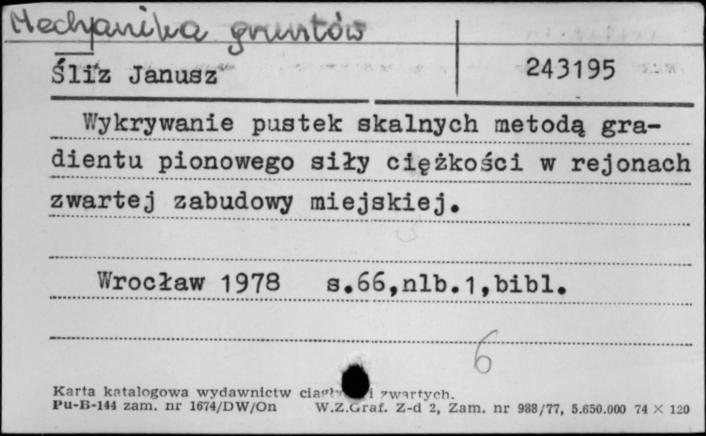 Mechanika gruntów
Śliz Janusz 243195
Wykrywanie pustek skalnych metodą gra-
dientu pionowego siły ciężkości w rejonach
zwartej zabudowy miejskiej.
Wrocław 1978 s.66,nlb.1,bibl.
6
Karta katalogowa wydawnictw i zwartych.
Pu-B-144 zam. nr 1674/DW/On W.Z.Graf. Z-d 2, Zam. nr 988/77, 5.650.000 74 × 120